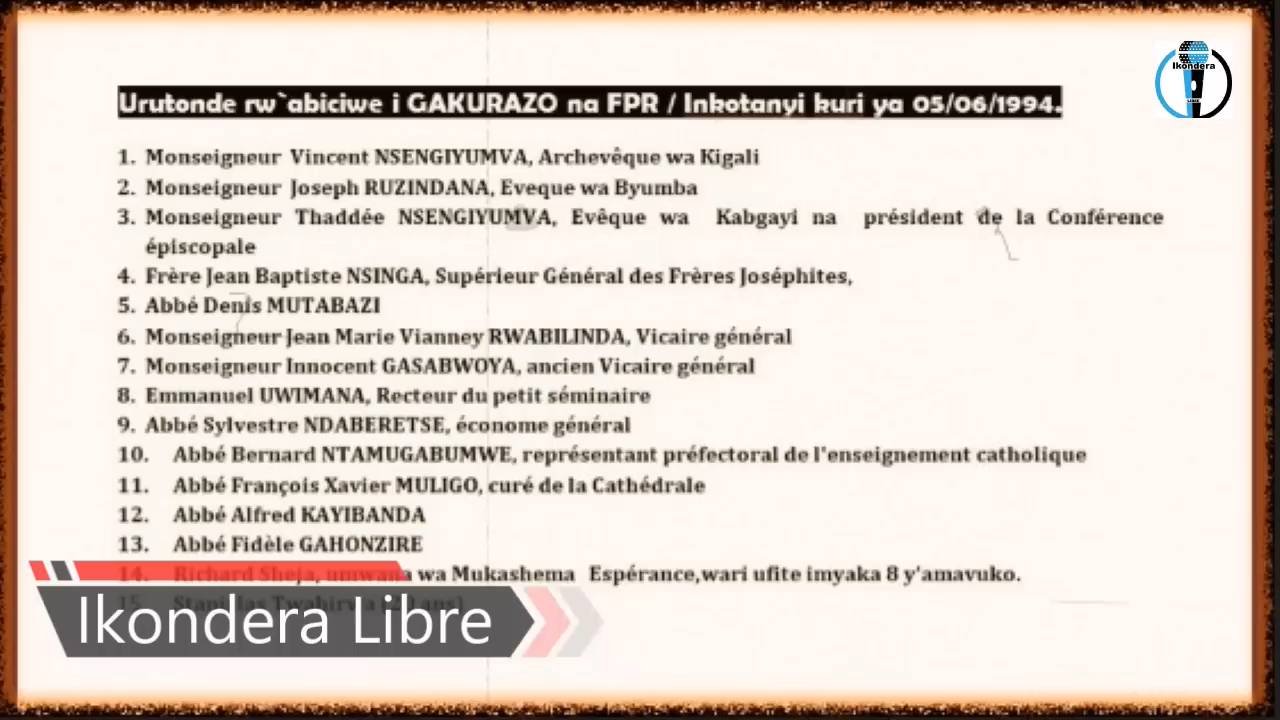 Ikondera
LIBRE
Urutonde rw`abiciwe i GAKURAZO na FPR / Inkotanyi kuri ya 05/06/1994.
1. Monseigneur Vincent NSENGIYUMVA, Archevêque wa Kigali
2. Monseigneur Joseph RUZINDANA, Eveque wa Byumba
3. Monseigneur Thaddée NSENGIYUMVA, Evêque wa Kabgayi na président de la Conférence
épiscopale
4. Frère Jean Baptiste NSINGA, Supérieur Général des Frères Joséphites,
5. Abbé Denis MUTABAZI
6. Monseigneur Jean Marie Vianney RWABILINDA, Vicaire général
7. Monseigneur Innocent GASABWOYA, ancien Vicaire général
8. Emmanuel UWIMANA, Recteur du petit séminaire
9. Abbé Sylvestre NDABERETSE, économe général
10. Abbé Bernard NTAMUGABUMWE, représentant préfectoral de l'enseignement catholique
11. Abbé François Xavier MULIGO, curé de la Cathédrale
12. Abbé Alfred KAYIBANDA
13. Abbé Fidèle GAHONZIRE
14. Richard Sheja, umwana wa Mukashema Espérance,wari ufite imyaka 8 y'amavuko.
15. Stanislas Twahirwa ans)
Ikondera Libre